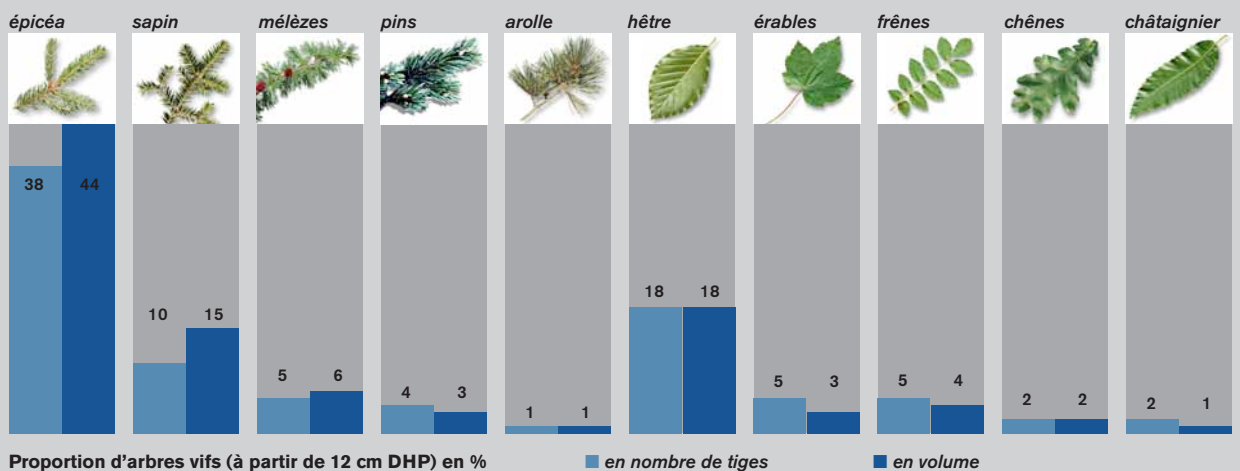 épicéa sapin mélèzes pins arolle hêtre érables frênes chênes châtaignier
38 44 10 15 5 6 4 3 1 1 18 18 5 3 5 4 2 2 2 1
Proportion d'arbres vifs (à partir de 12 cm DHP) en % en nombre de tiges en volume